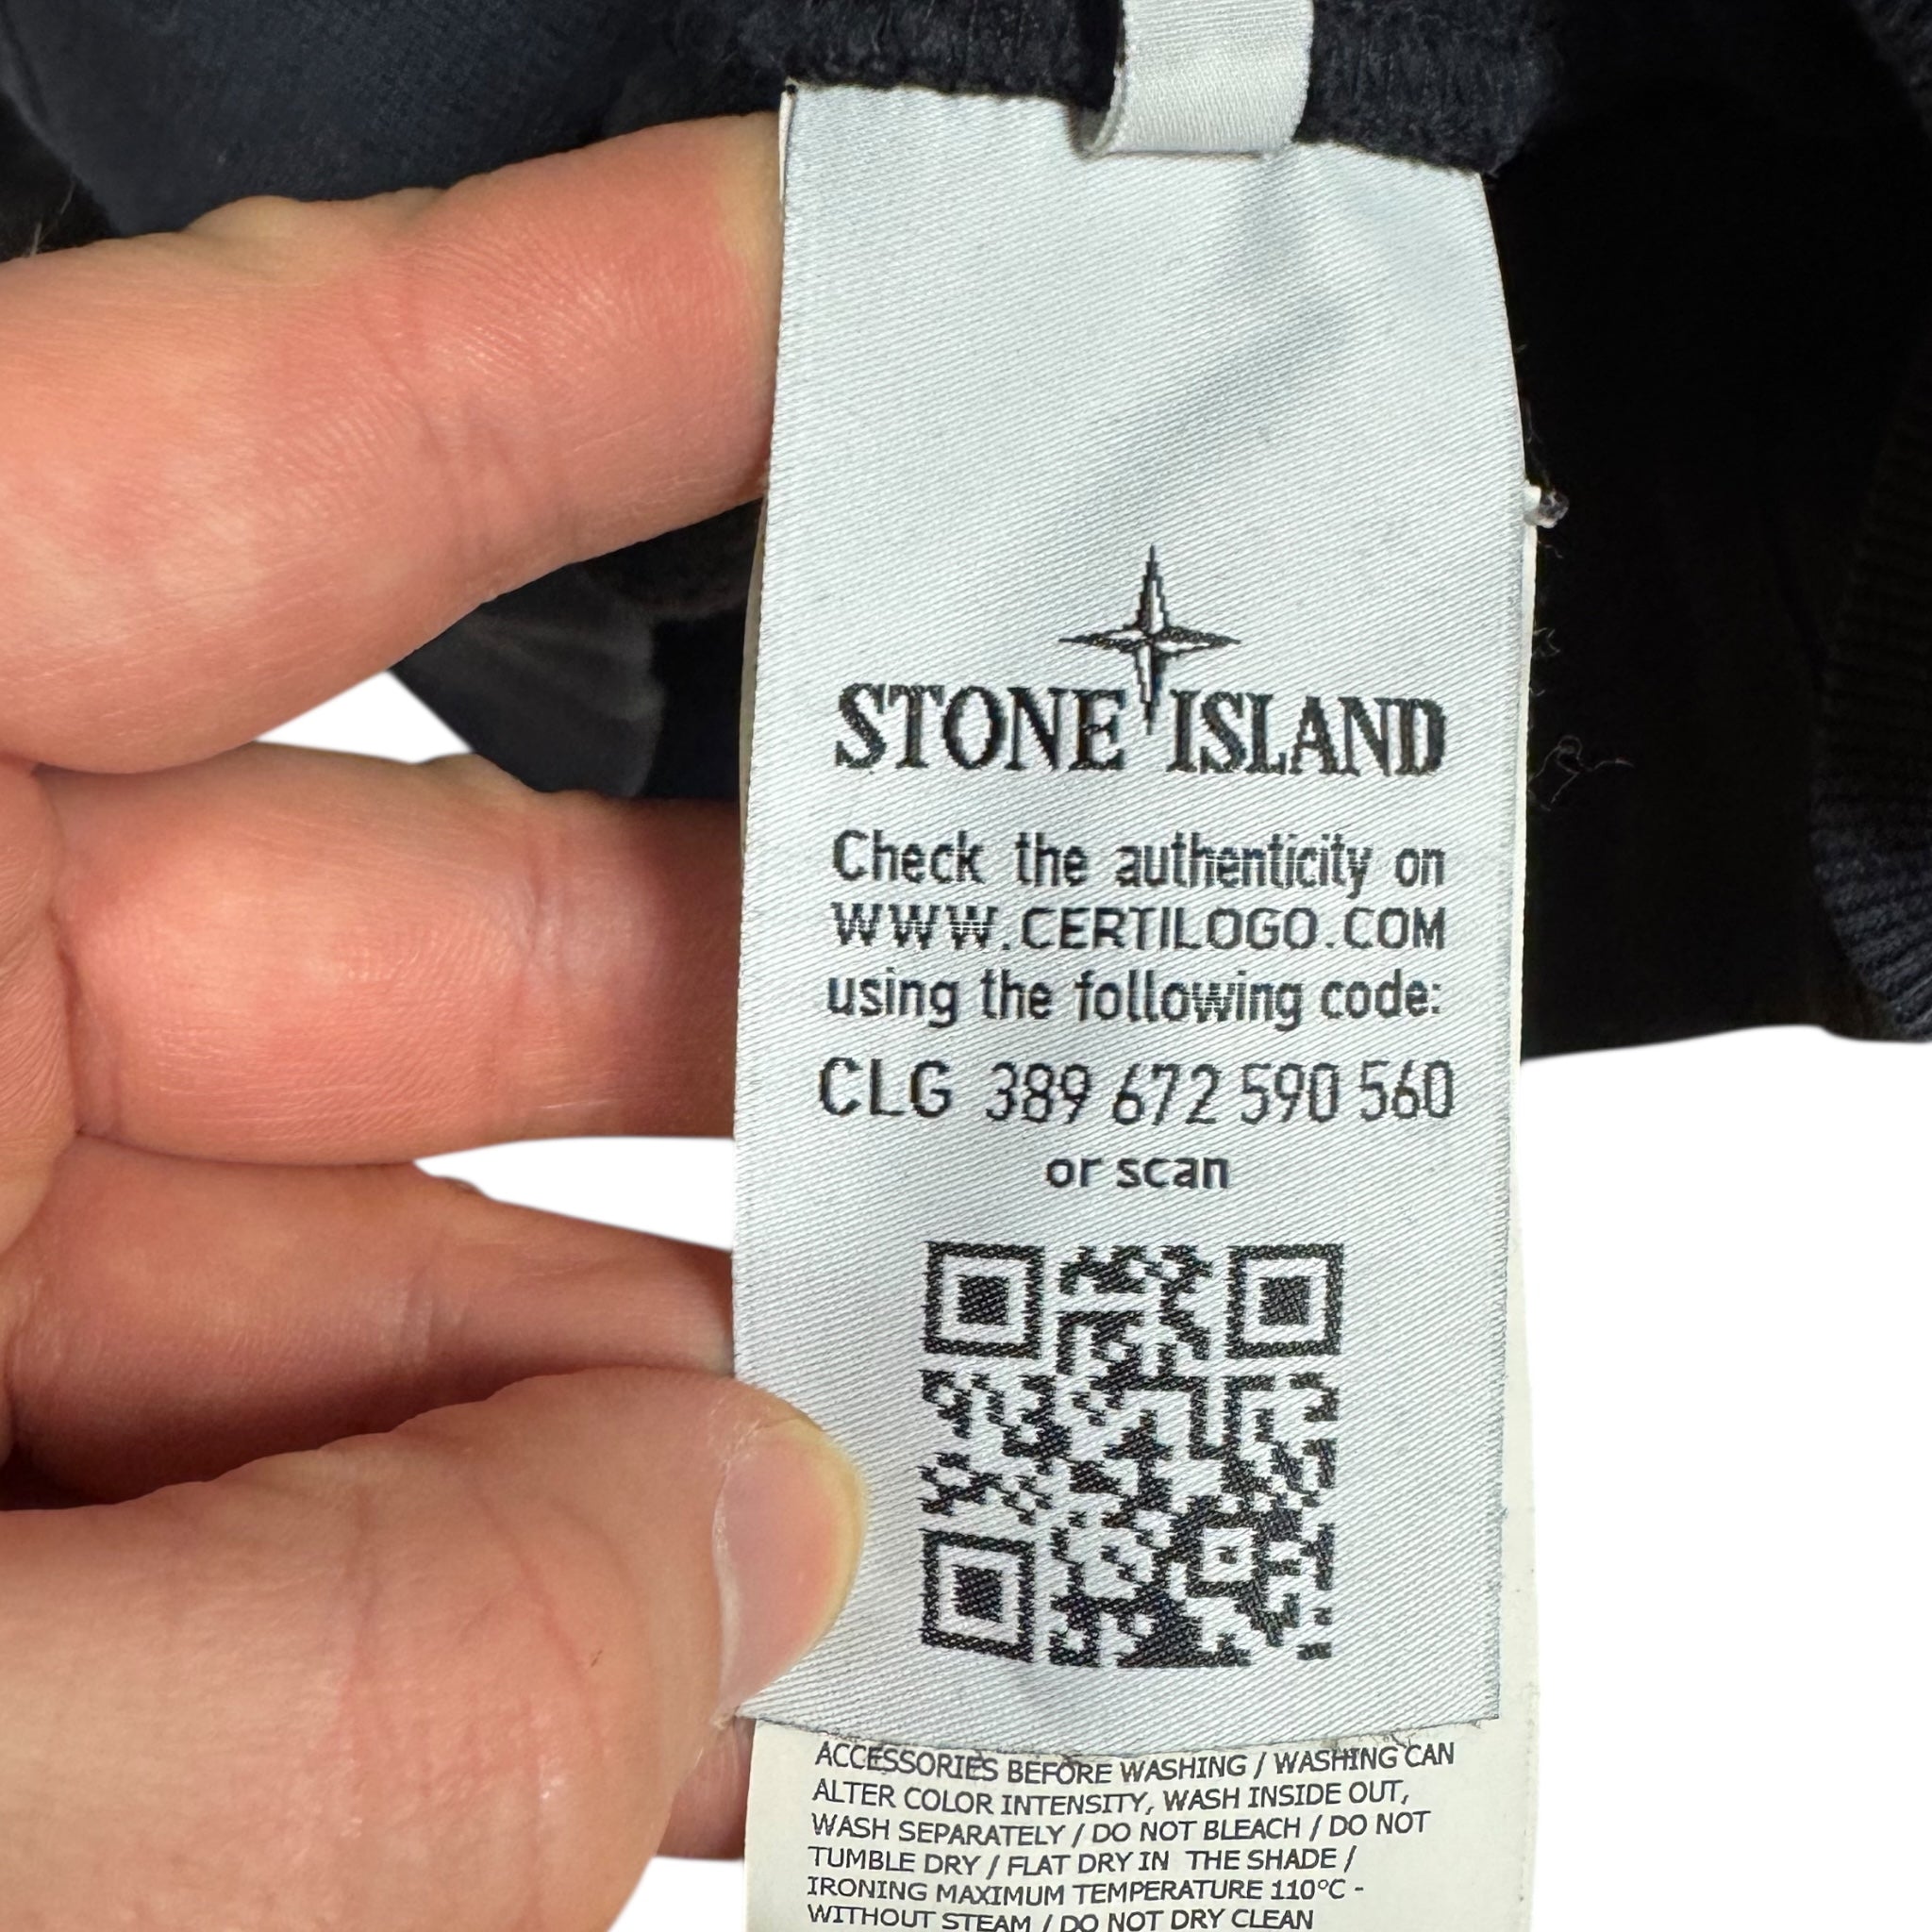 STONE ISLAND
Check the authenticity on
WWW.CERTILOGO.COM
using the following code:
CLG 389 672 590 560
or scan
ACCESSORIES BEFORE WASHING / WASHING CAN
ALTER COLOR INTENSITY, WASH INSIDE OUT,
WASH SEPARATELY / DO NOT BLEACH / DO NOT
TUMBLE DRY / FLAT DRY IN THE SHADE /
IRONING MAXIMUM TEMPERATURE 110°C -
WITHOUT STEAM / DO NOT DRY CLEAN